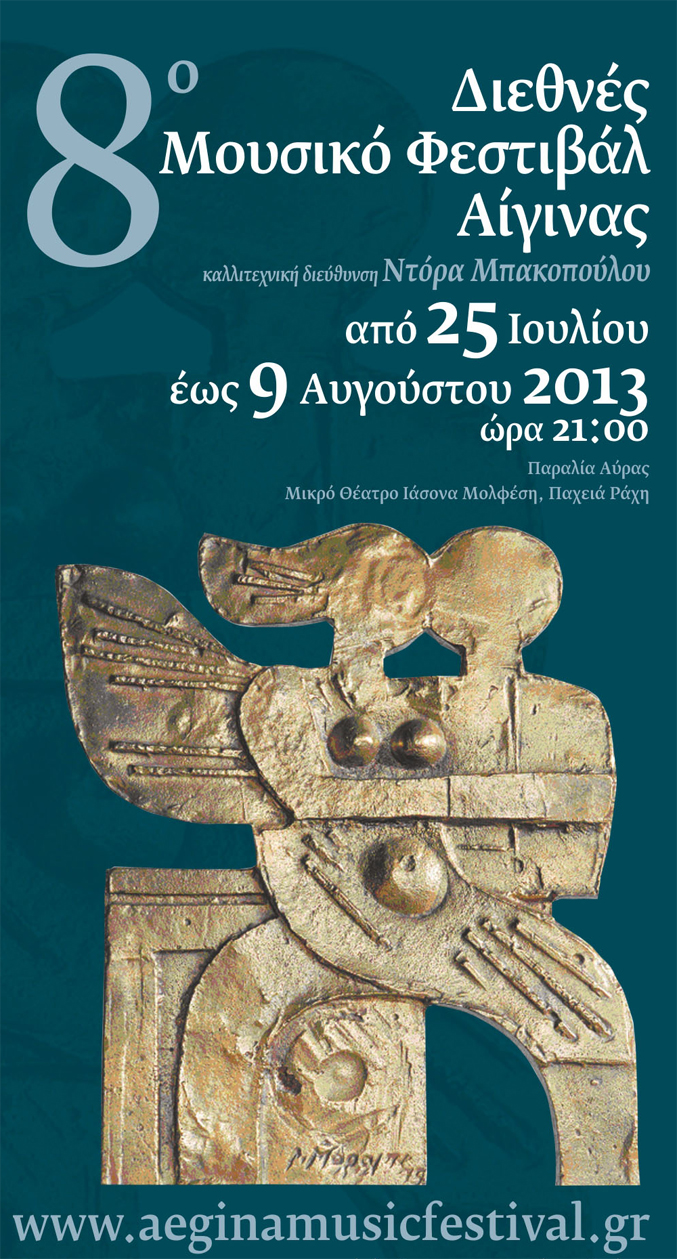 8ο Διεθνές
Μουσικό Φεστιβάλ
Αίγινας
καλλιτεχνική διεύθυνση Ντόρα Μπακοπούλου
από 25 Ιουλίου
έως 9 Αυγούστου 2013
ώρα 21:00
Παραλία Αύρας
Μικρό Θέατρο Ιάσονα Μολφέση, Παχειά Ράχη
www.aeginamusicfestival.gr